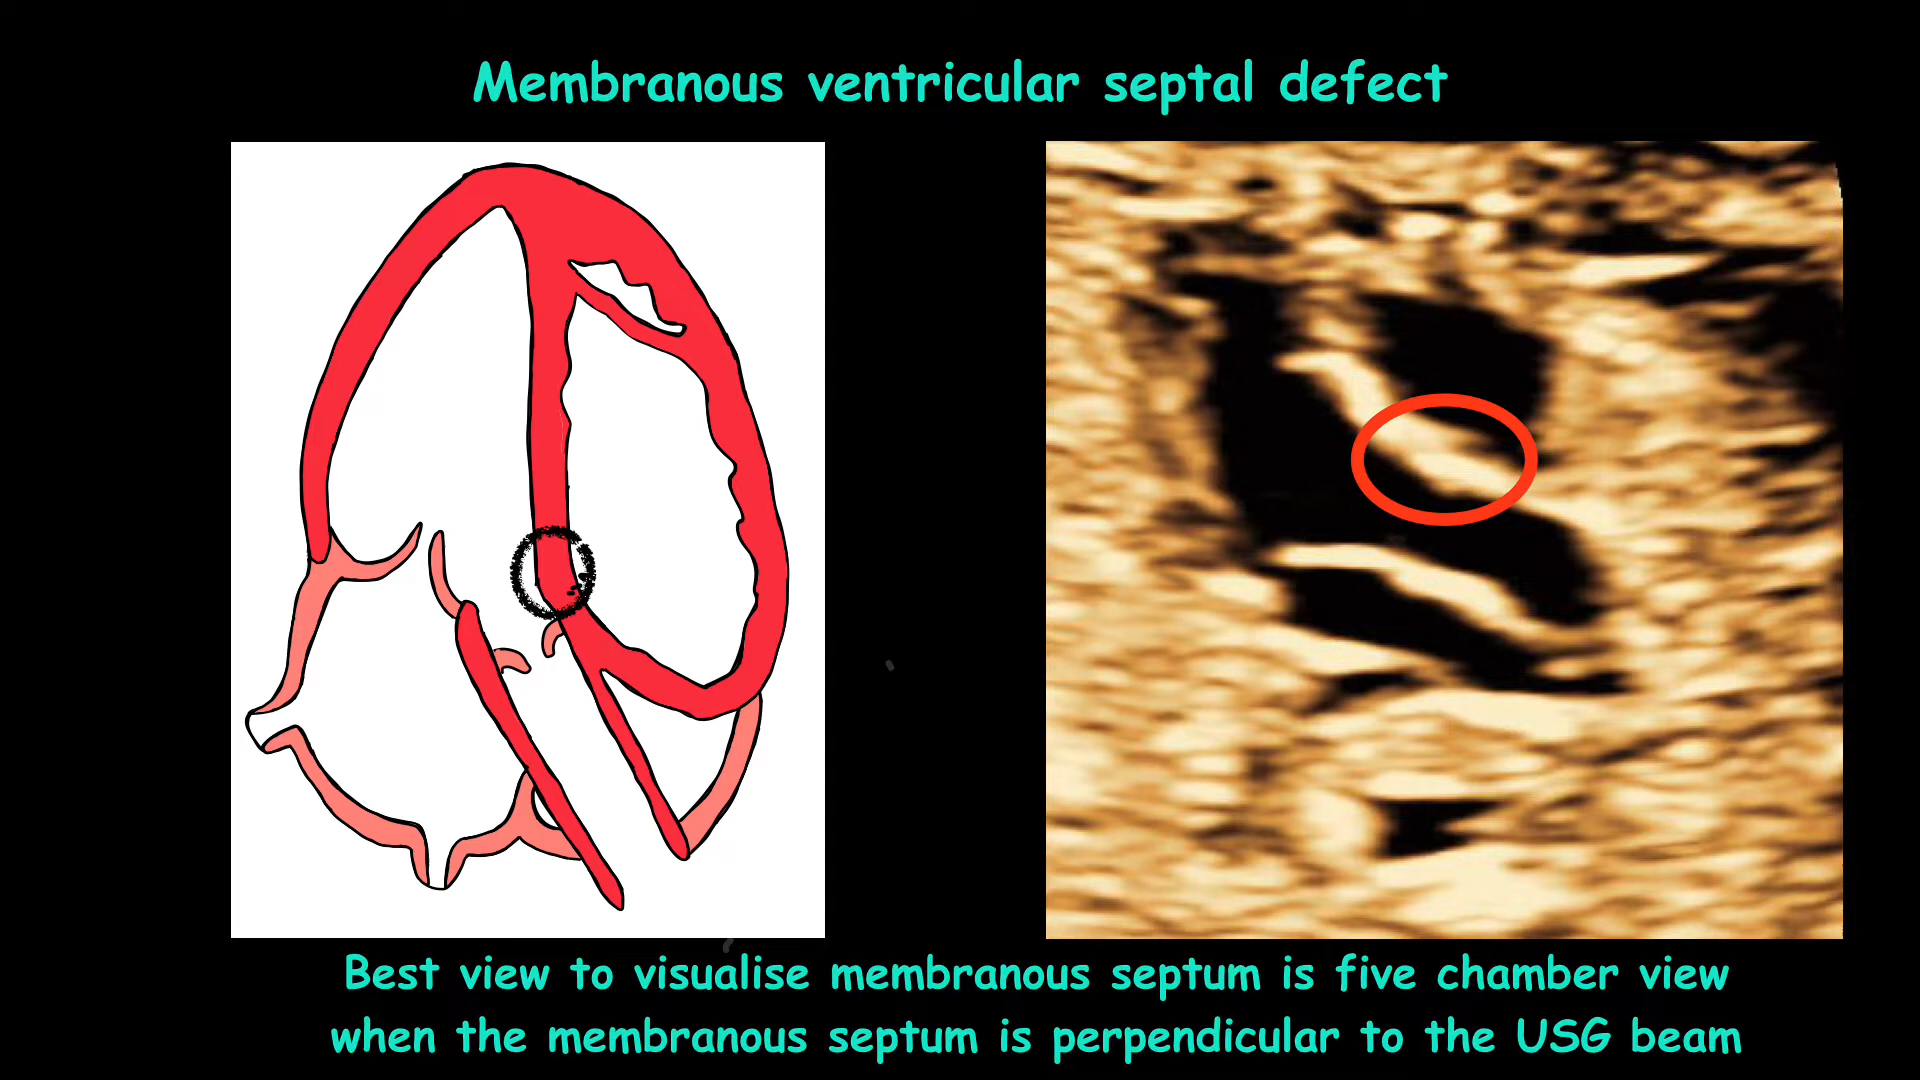 Membranous ventricular septal defect
Best view to visualise membranous septum is five chamber view
when the membranous septum is perpendicular to the USG beam